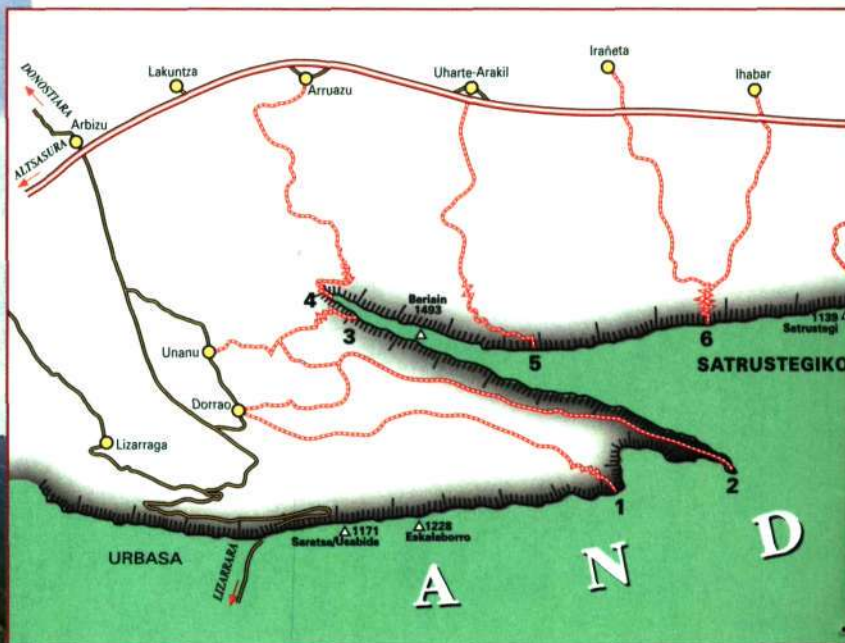 Irañeta
Lakuntza
Uharte-Arakil
Ihabar
DONOSTIARA
Arruazu
Arbizu
ALTSASURA
4
Beriain
1493
3
6
1139
Satrustegi
5
Unanu
SATRUSTEGIKO
Dorrao
Lizarraga
2
1
1171
Saratsa/Usabide
1228
Eskaleborro
URBASA
LIZARRARA
A N D